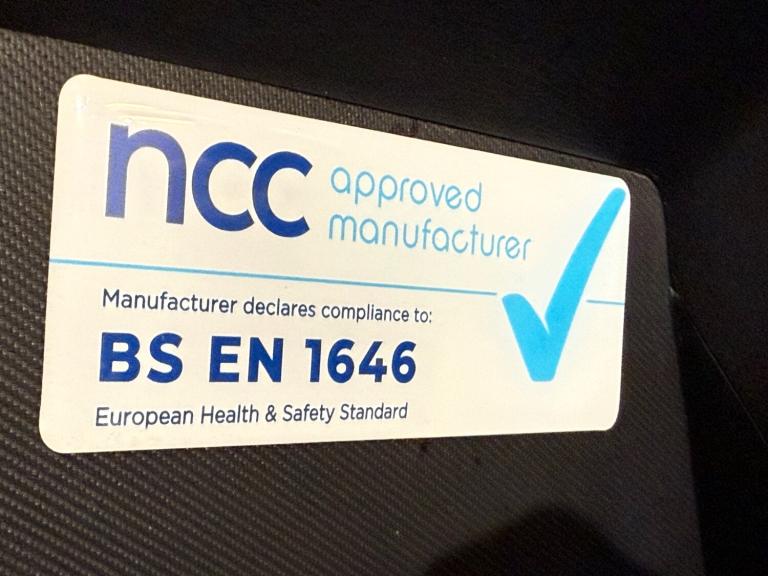 ncc approved
manufacturer
Manufacturer declares compliance to:
BS EN 1646
European Health & Safety Standard